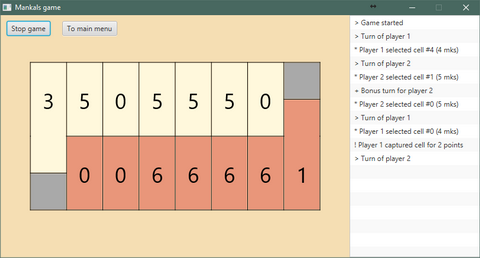 Mankals game
Stop game
To main menu
3 5 0 5 5 5 0
0 0 6 6 6 6 1
> Game started
> Turn of player 1
* Player 1 selected cell #4 (4 mks)
> Turn of player 2
* Player 2 selected cell #1 (5 mks)
+ Bonus turn for player 2
* Player 2 selected cell #0 (5 mks)
> Turn of player 1
* Player 1 selected cell #0 (4 mks)
! Player 1 captured cell for 2 points
> Turn of player 2